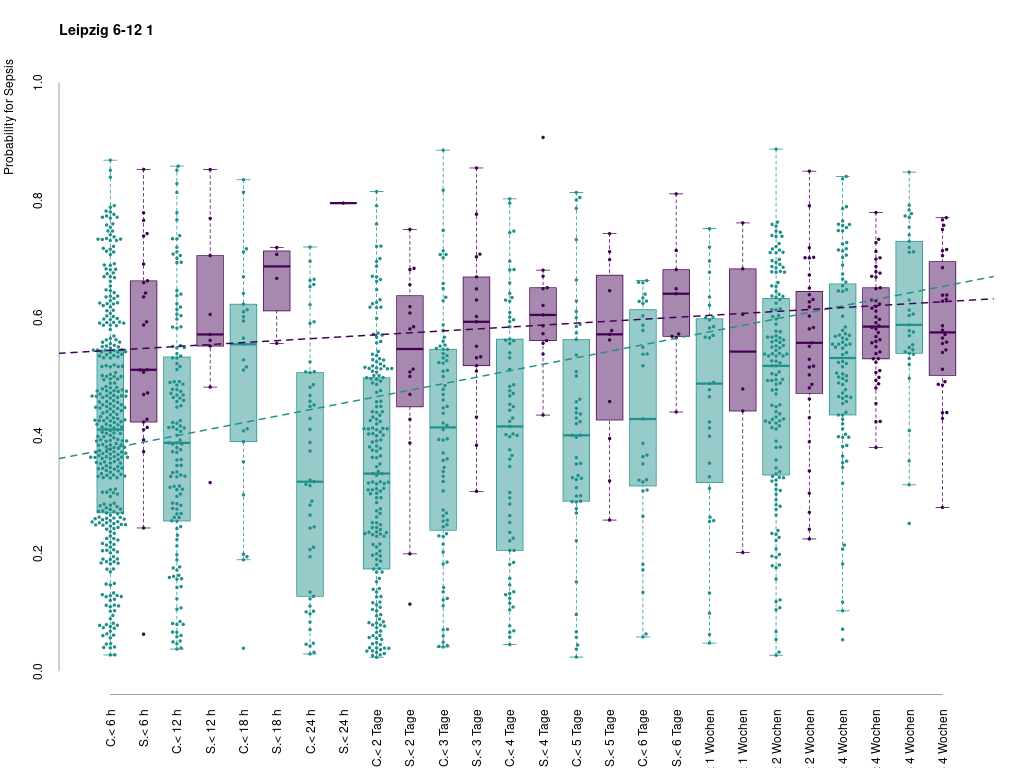 Leipzig 6-12 1
Probability for Sepsis
1.0
0.8
0.6
0.4
0.2
0.0
C.< 6 h
S.< 6 h
C.< 12 h
S.< 12 h
C.< 18 h
S.< 18 h
C.< 24 h
S.< 24 h
C.< 2 Tage
S.< 2 Tage
C.< 3 Tage
S.< 3 Tage
C.< 4 Tage
S.< 4 Tage
C.< 5 Tage
S.< 5 Tage
C.< 6 Tage
S.< 6 Tage
1 Wochen
1 Wochen
2 Wochen
2 Wochen
4 Wochen
4 Wochen
4 Wochen
4 Wochen